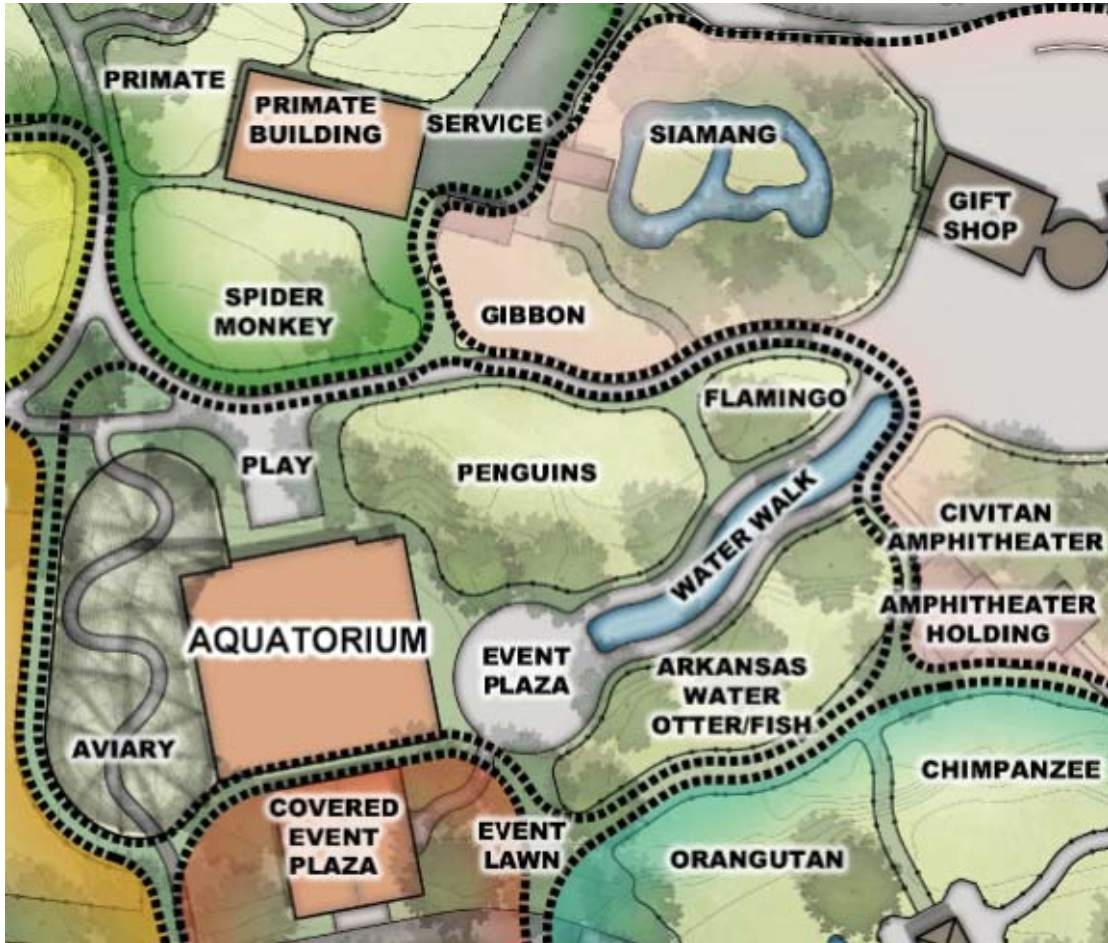 PRIMATE
PRIMATE
BUILDING
SERVICE
SIAMANG
GIFT
SHOP
SPIDER
MONKEY
GIBBON
FLAMINGO
PLAY
PENGUINS
WATER WALK
CIVITAN
AMPHITHEATER
AMPHITHEATER
HOLDING
AQUATORIUM
EVENT
PLAZA
ARKANSAS
WATER
OTTER/FISH
AVIARY
CHIMPANZEE
COVERED
EVENT
PLAZA
EVENT
LAWN
ORANGUTAN